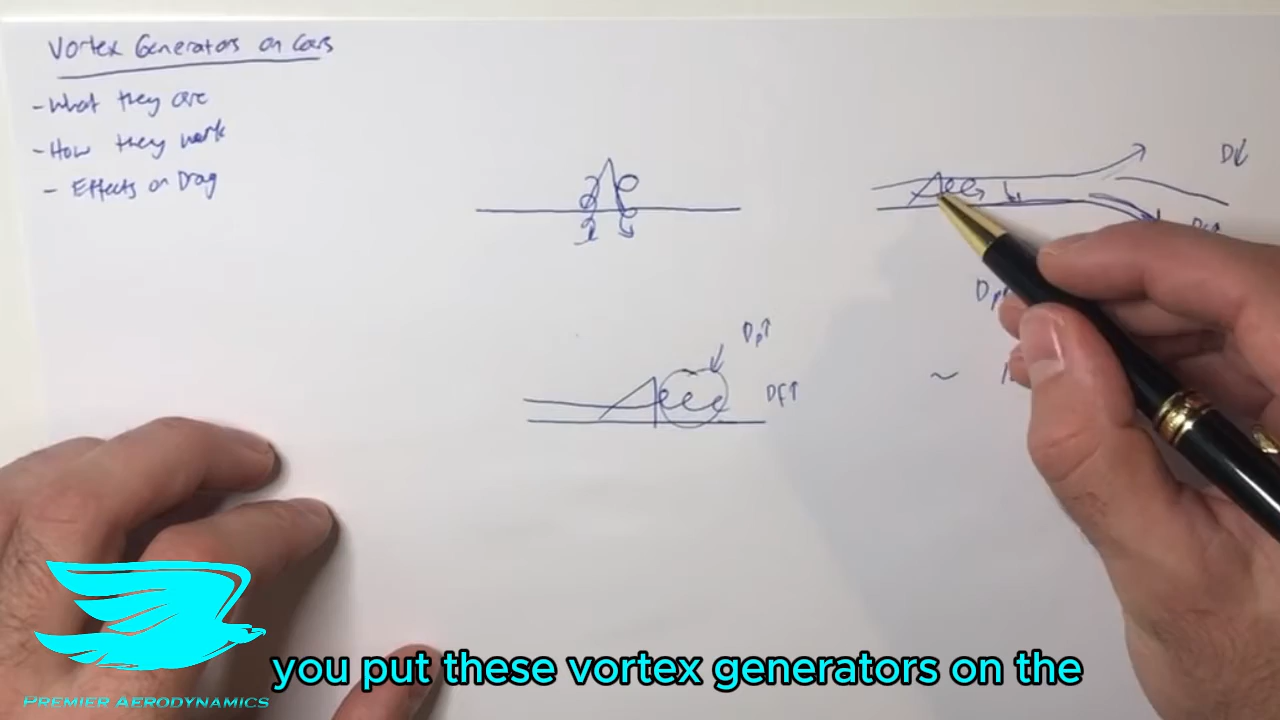 Vortex Generators on Cars
- What they are
- How they work
- Effects on Drag
D↓
Dp↑
Df↑
you put these vortex generators on the
PREMIER AERODYNAMICS